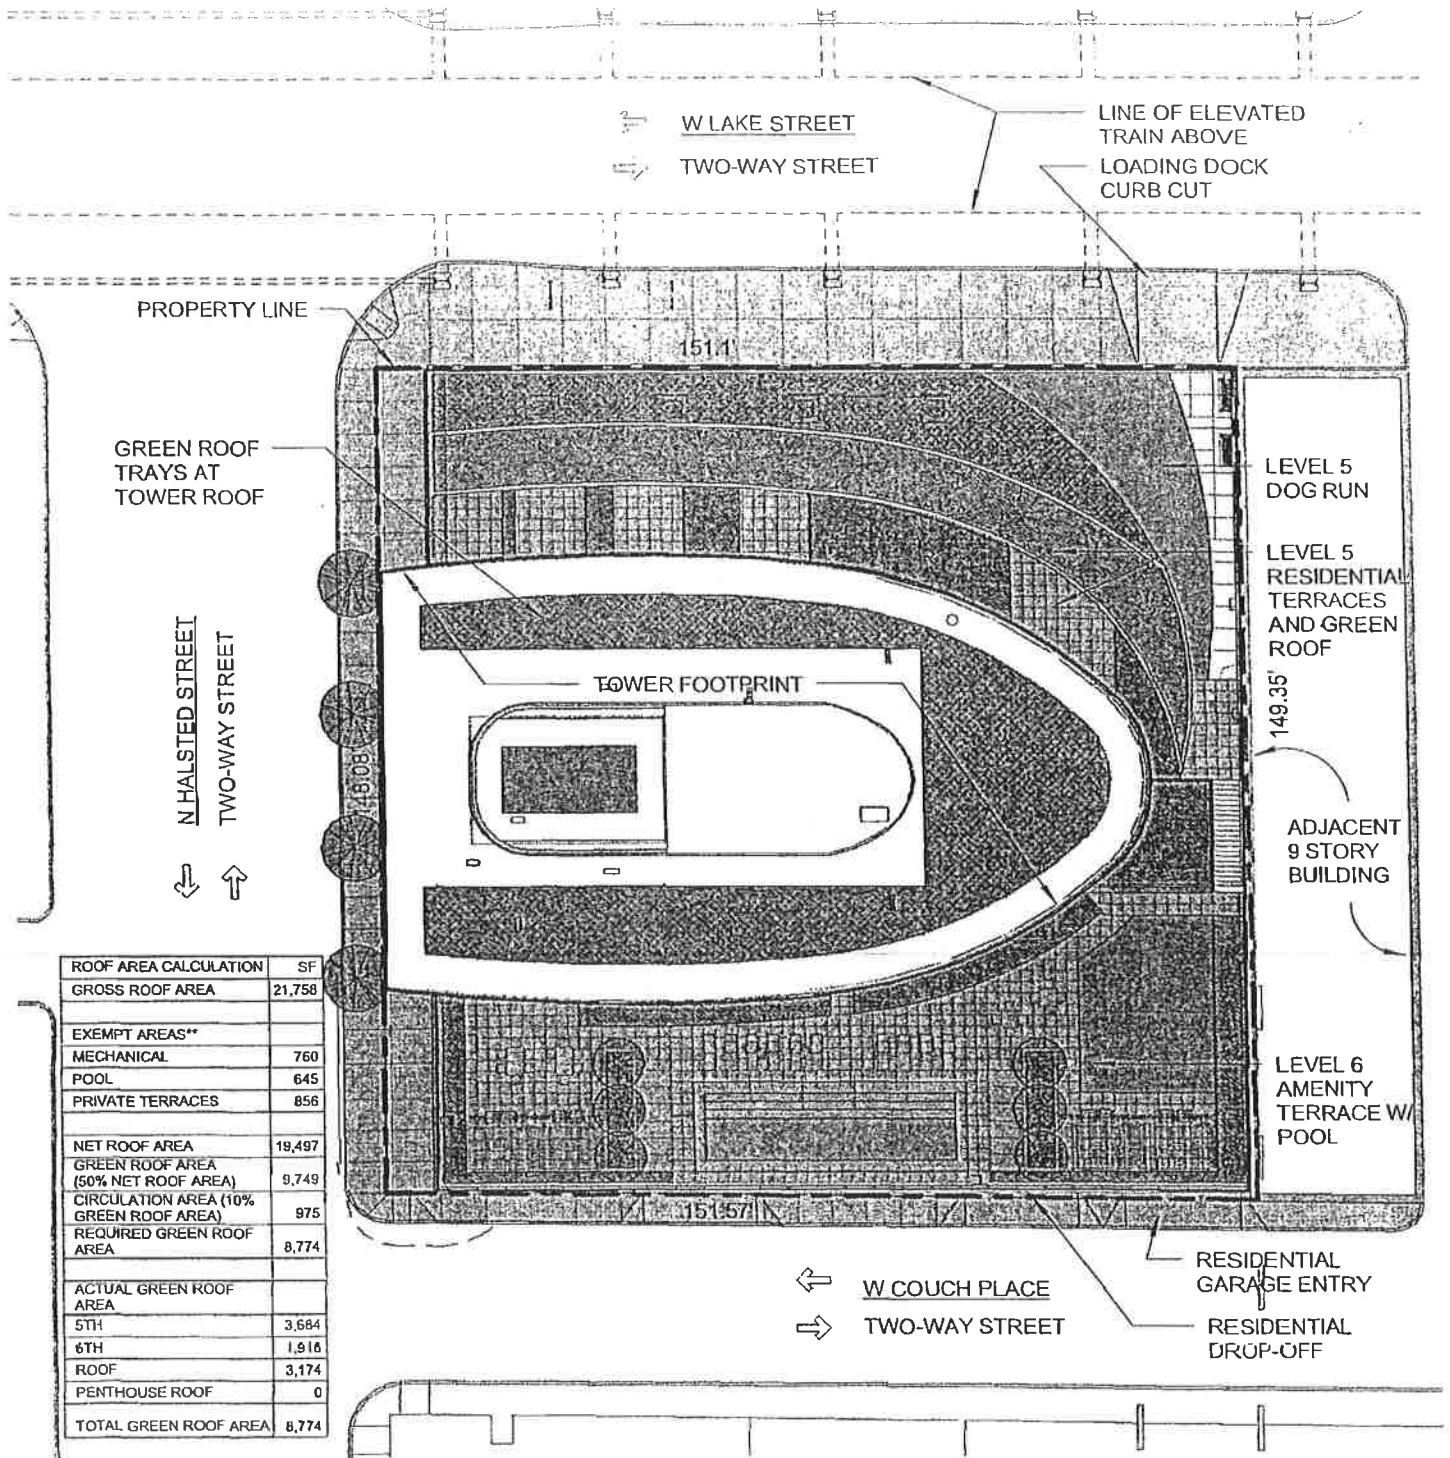 W LAKE STREET
TWO-WAY STREET
LINE OF ELEVATED
TRAIN ABOVE
LOADING DOCK
CURB CUT
PROPERTY LINE
151.1'
GREEN ROOF
TRAYS AT
TOWER ROOF
LEVEL 5
DOG RUN
LEVEL 5
RESIDENTIAL
TERRACES
AND GREEN
ROOF
N HALSTED STREET
TWO-WAY STREET
TOWER FOOTPRINT
149.35'
148.08'
ADJACENT
9 STORY
BUILDING
LEVEL 6
AMENITY
TERRACE W/
POOL
ROOF AREA CALCULATION SF
GROSS ROOF AREA 21,758
EXEMPT AREAS**
MECHANICAL 760
POOL 645
PRIVATE TERRACES 856
NET ROOF AREA 19,497
GREEN ROOF AREA
(50% NET ROOF AREA) 9,749
CIRCULATION AREA (10%
GREEN ROOF AREA) 975
REQUIRED GREEN ROOF
AREA 8,774
ACTUAL GREEN ROOF
AREA
5TH 3,684
6TH 1,916
ROOF 3,174
PENTHOUSE ROOF 0
TOTAL GREEN ROOF AREA 8,774
151.57'
W COUCH PLACE
TWO-WAY STREET
RESIDENTIAL
GARAGE ENTRY
RESIDENTIAL
DROP-OFF